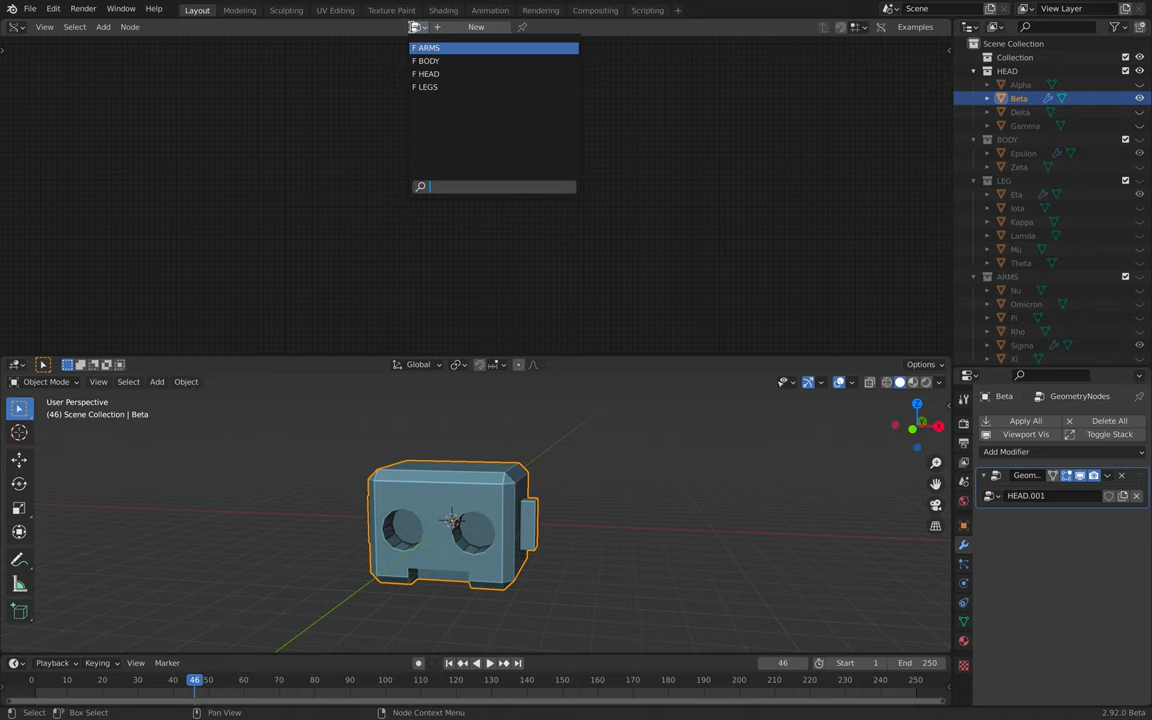 File Edit Render Window Help Layout Modeling Sculpting UV Editing Texture Paint Shading Animation Rendering Compositing Scripting Scene View Layer
View Select Add Node New Examples
F ARMS
F BODY
F HEAD
F LEGS
Scene Collection
Collection
HEAD
Alpha
Beta
Delta
Gamma
BODY
Epsilon
Zeta
LEG
Eta
Iota
Kappa
Lamda
Mu
Theta
ARMS
Nu
Omicron
Pi
Rho
Sigma
Xi
Global Options
Object Mode View Select Add Object
User Perspective
(46) Scene Collection | Beta
Z
X
Y
Beta GeometryNodes
Apply All Delete All
Viewport Vis Toggle Stack
Add Modifier
Geom...
HEAD.001
Playback Keying View Marker 46 Start 1 End 250
0 10 20 30 40 46 50 60 70 80 90 100 110 120 130 140 150 160 170 180 190 200 210 220 230 240 250
Select Box Select Pan View Node Context Menu 2.92.0 Beta